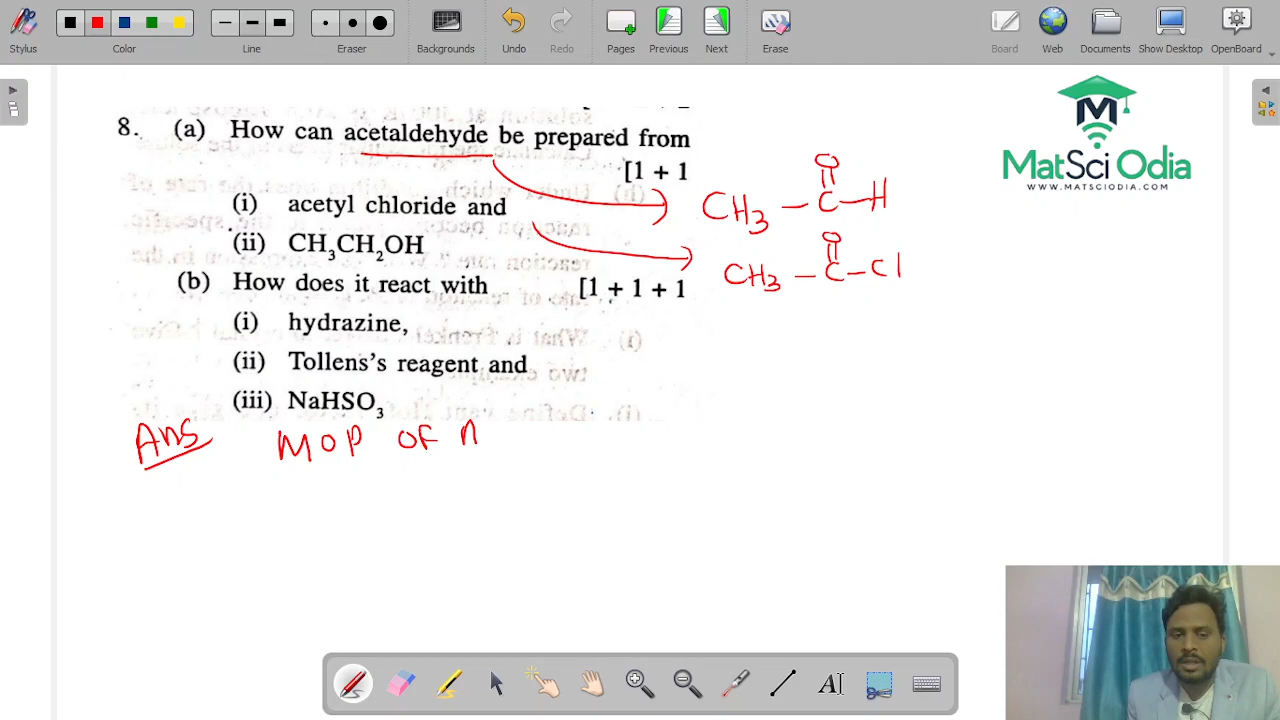 Stylus Color Line Eraser Backgrounds Undo Redo Pages Previous Next Erase Board Web Documents Show Desktop OpenBoard
8. (a) How can acetaldehyde be prepared from
[1 + 1
(i) acetyl chloride and
(ii) CH₃CH₂OH
(b) How does it react with [1 + 1 + 1
(i) hydrazine,
(ii) Tollens's reagent and
(iii) NaHSO₃
O
CH₃ – C – H
O
CH₃ – C – Cl
Ans MOP of n
M
MatSci Odia
WWW.MATSCIODIA.COM